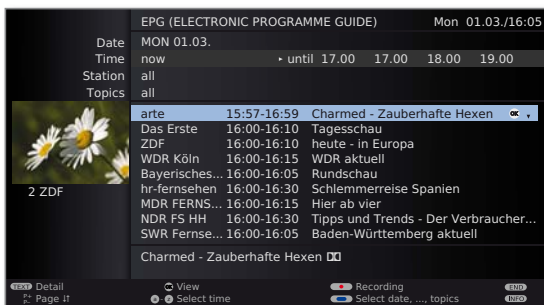 EPG (ELECTRONIC PROGRAMME GUIDE) Mon 01.03./16:05
Date MON 01.03.
Time now ▸ until 17.00 17.00 18.00 19.00
Station all
Topics all
arte 15:57-16:59 Charmed - Zauberhafte Hexen OK
Das Erste 16:00-16:10 Tagesschau
ZDF 16:00-16:10 heute - in Europa
WDR Köln 16:00-16:15 WDR aktuell
Bayerisches... 16:00-16:05 Rundschau
hr-fernsehen 16:00-16:30 Schlemmerreise Spanien
MDR FERNS... 16:00-16:15 Hier ab vier
NDR FS HH 16:00-16:30 Tipps und Trends - Der Verbraucher...
SWR Fernse... 16:00-16:05 Baden-Württemberg aktuell
2 ZDF
Charmed - Zauberhafte Hexen
TEXT Detail OK View Recording END
P+ P- Page Select time Select date, ..., topics INFO